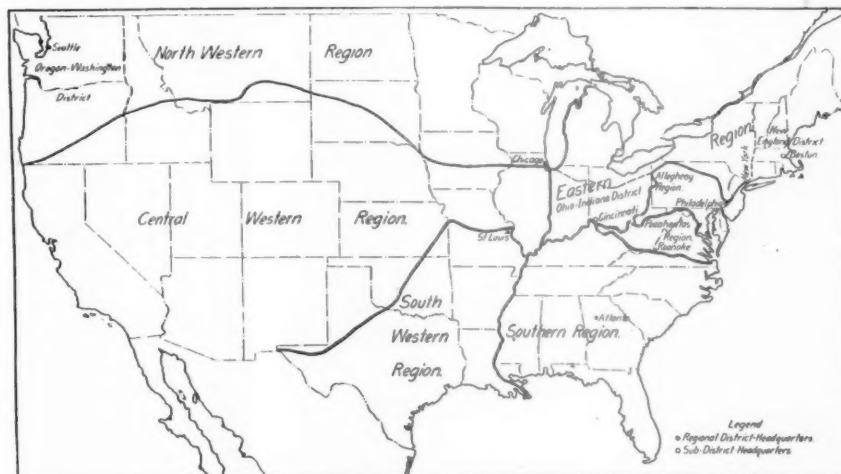 Seattle
North Western Region
Oregon-Washington
District
Region
New
England District
Boston
New York
Chicago
Eastern
Ohio-Indiana District
Allegheny
Region.
Philadelphia
Central Western Region.
Cincinnati
Pocahontas
Region.
Roanoke
St Louis
South
Western
Region.
Southern Region.
Atlanta
Legend
Regional District-Headquarters
Sub-District Headquarters.